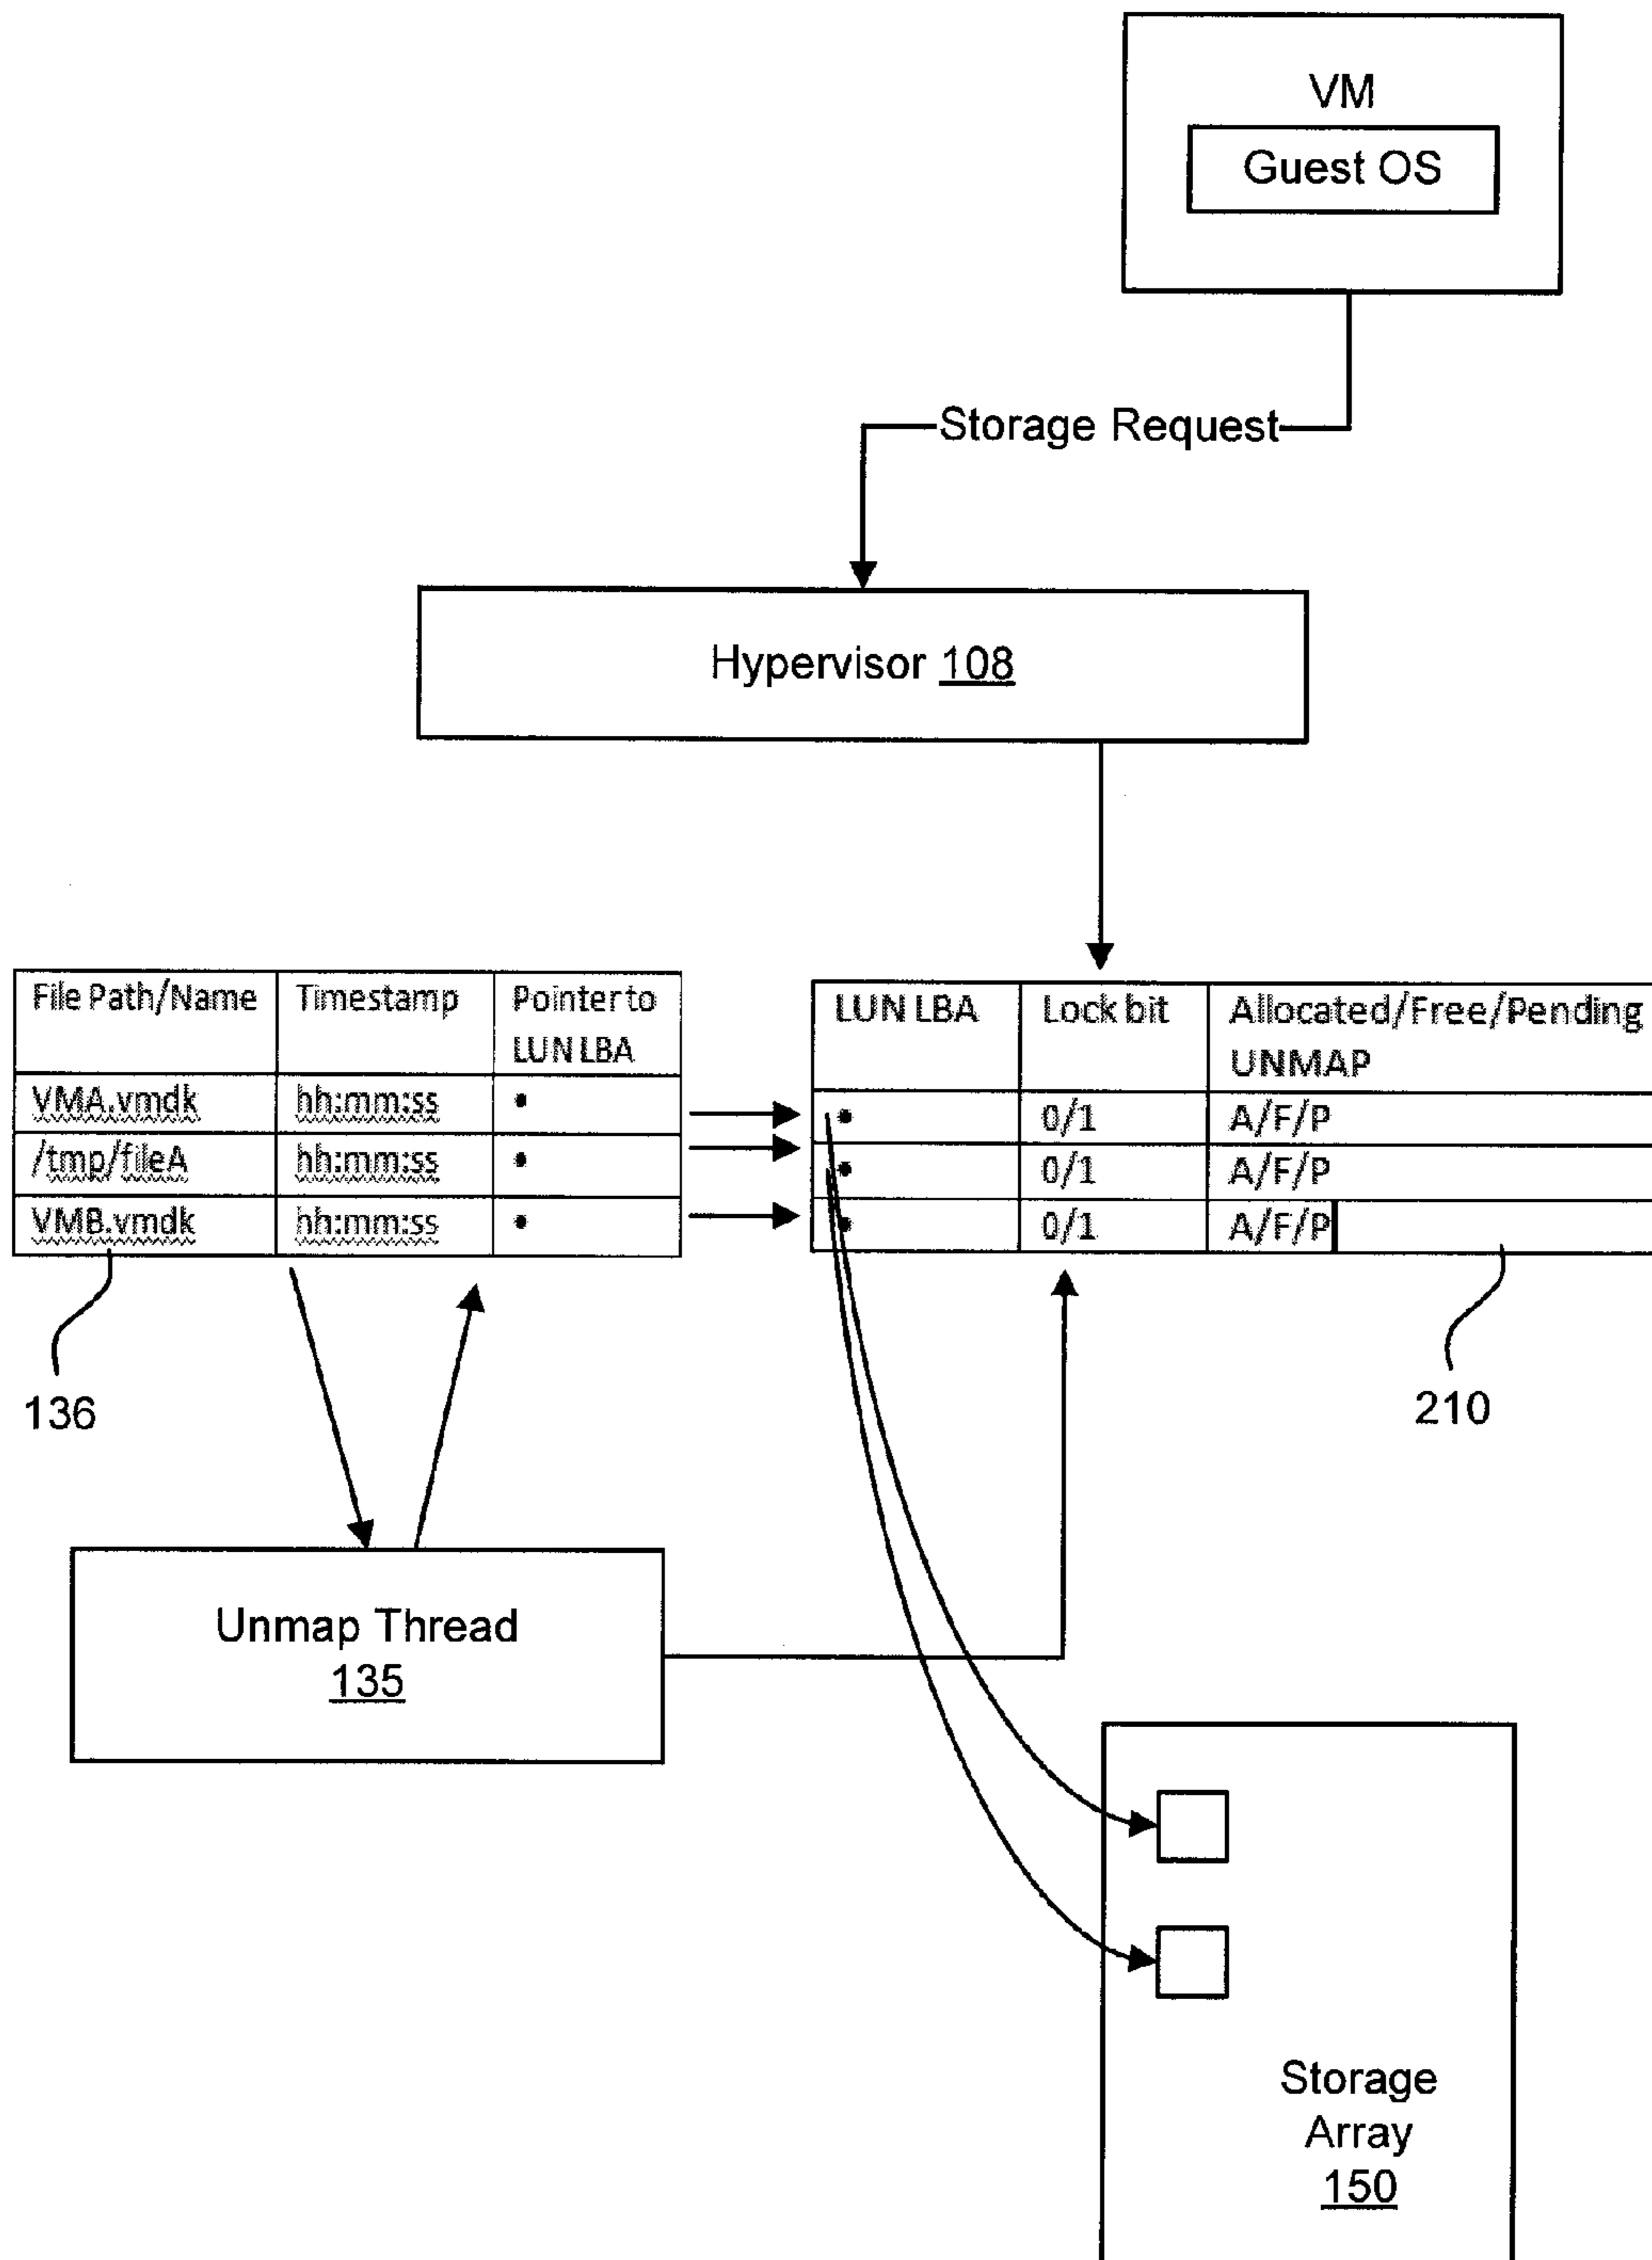 VM
Guest OS
Storage Request
Hypervisor 108
File Path/Name Timestamp Pointer to
LUN LBA
VMA.vmdk hh:mm:ss •
/tmp/fileA hh:mm:ss •
VMB.vmdk hh:mm:ss •
LUN LBA Lock bit Allocated/Free/Pending
UNMAP
• 0/1 A/F/P
• 0/1 A/F/P
• 0/1 A/F/P
136
210
Unmap Thread
135
Storage
Array
150